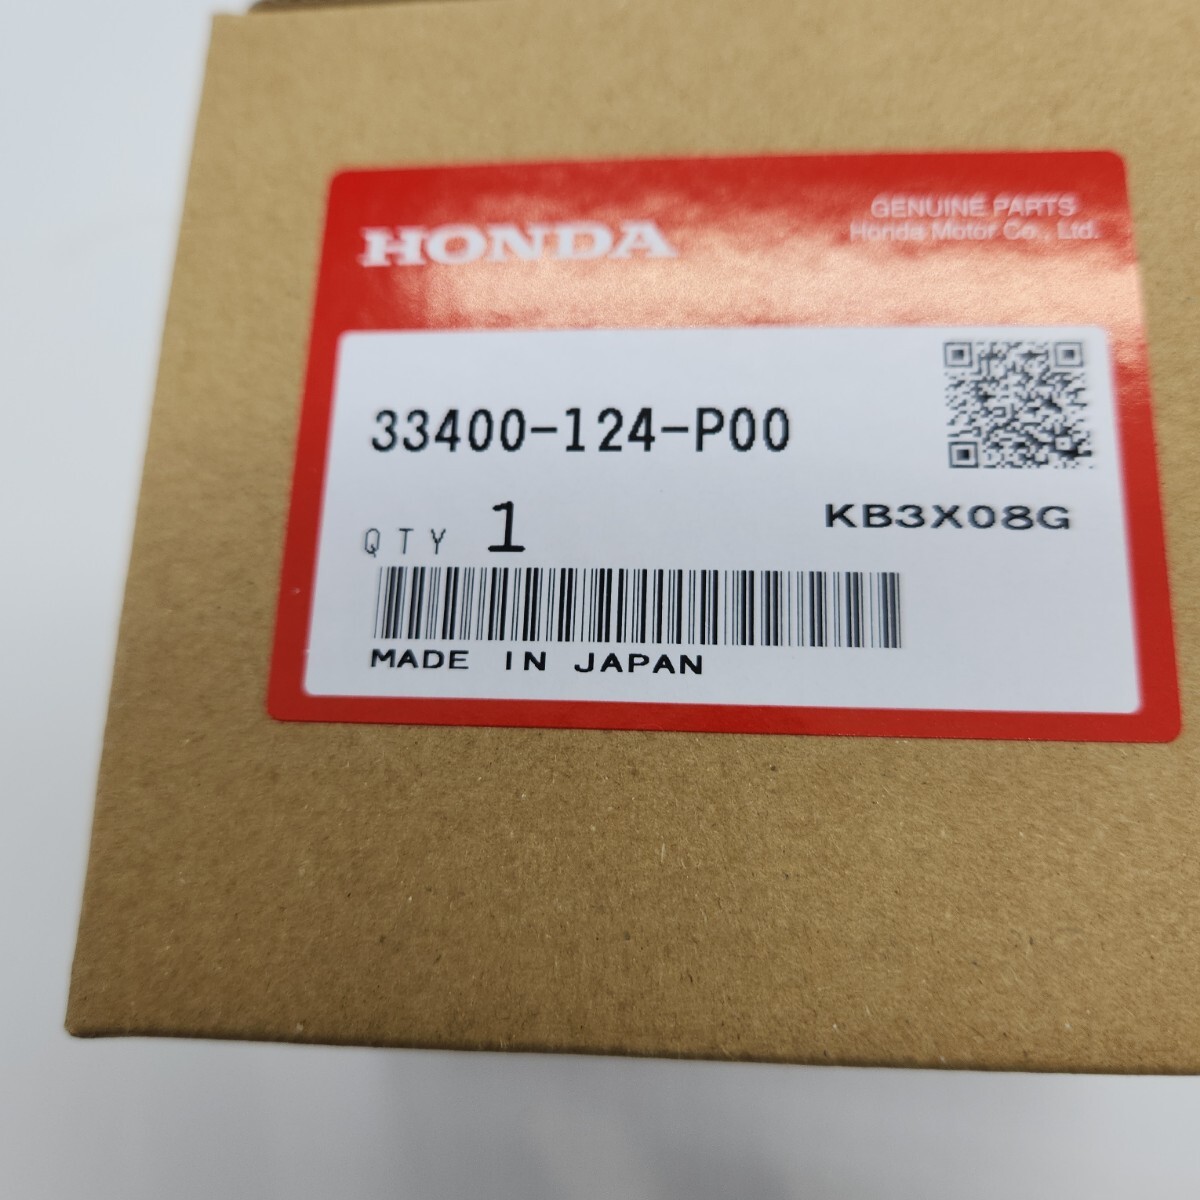 HONDA
GENUINE PARTS
Honda Motor Co., Ltd.
33400-124-P00
QTY 1
KB3X08G
MADE IN JAPAN